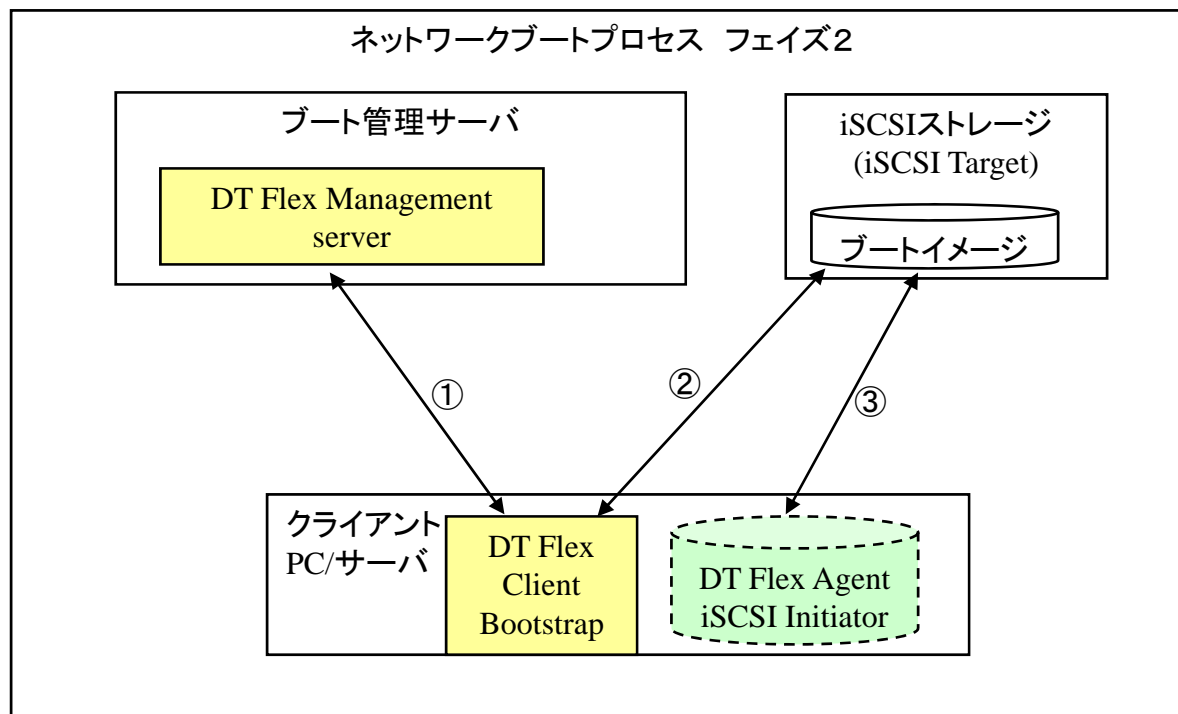 ネットワークブートプロセス　フェイズ２
ブート管理サーバ
DT Flex Management
server
iSCSIストレージ
(iSCSI Target)
ブートイメージ
①
②
③
クライアント
PC/サーバ
DT Flex
Client
Bootstrap
DT Flex Agent
iSCSI Initiator